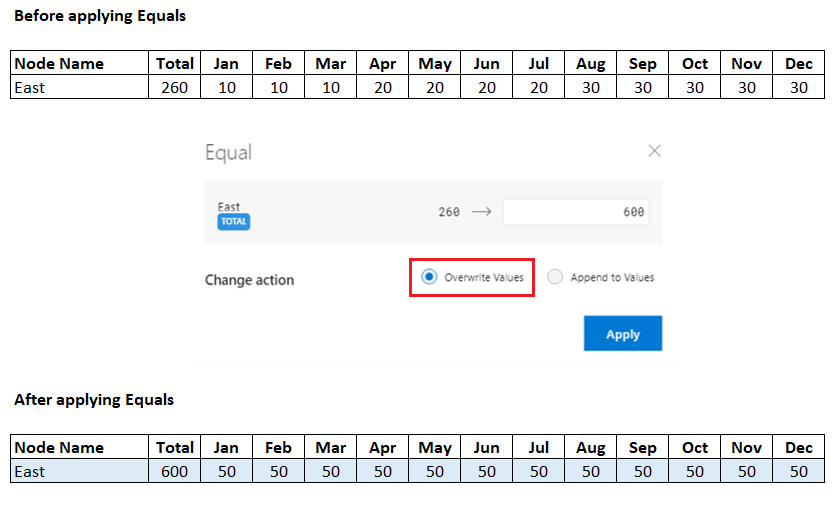 Before applying Equals
Node Name Total Jan Feb Mar Apr May Jun Jul Aug Sep Oct Nov Dec
East 260 10 10 10 20 20 20 20 30 30 30 30 30
Equal
East
260 → 600
TOTAL
Change action Overwrite Values Append to Values
Apply
After applying Equals
Node Name Total Jan Feb Mar Apr May Jun Jul Aug Sep Oct Nov Dec
East 600 50 50 50 50 50 50 50 50 50 50 50 50